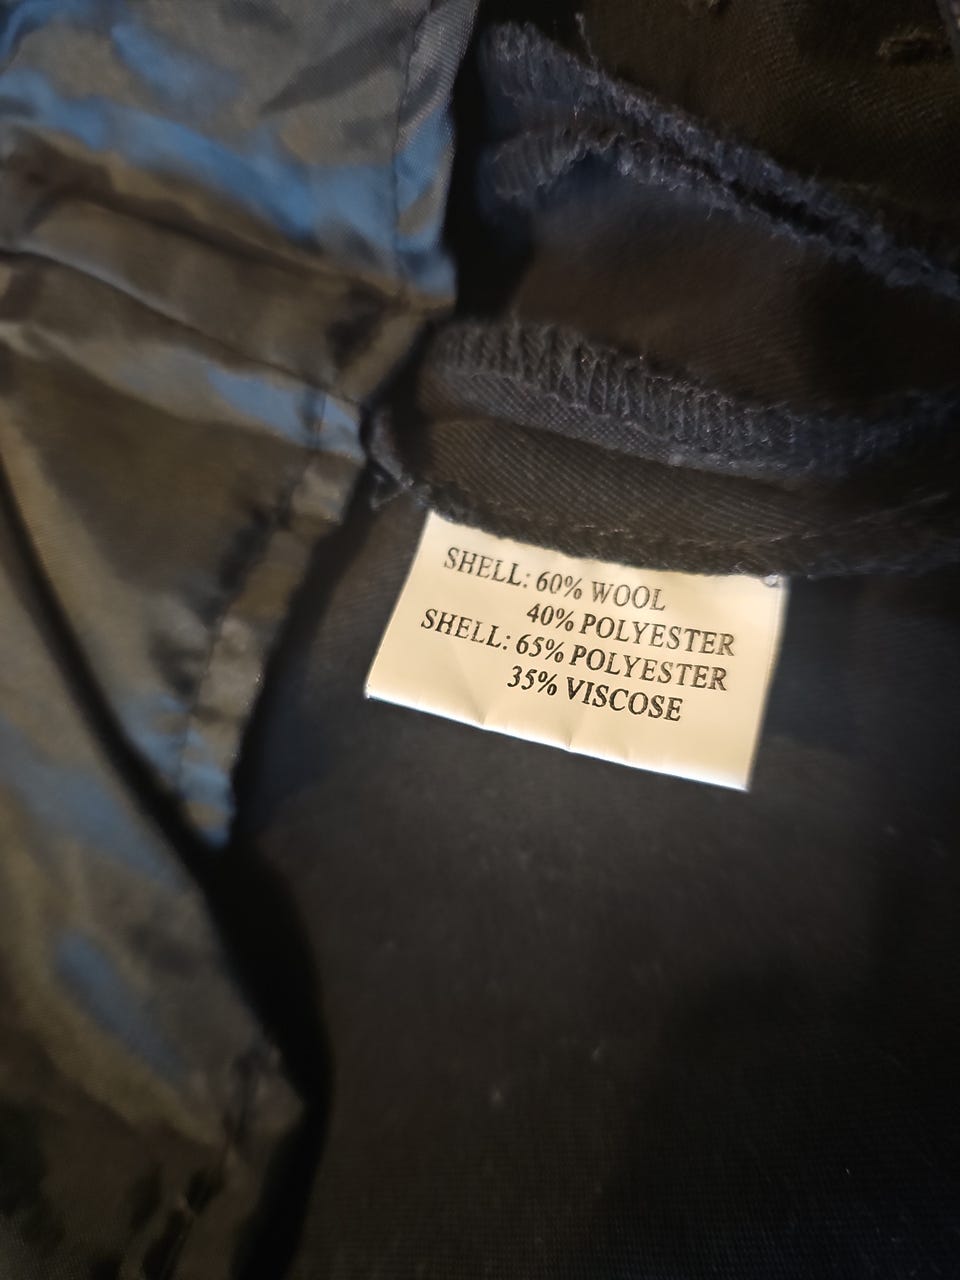 SHELL: 60% WOOL
40% POLYESTER
SHELL: 65% POLYESTER
35% VISCOSE